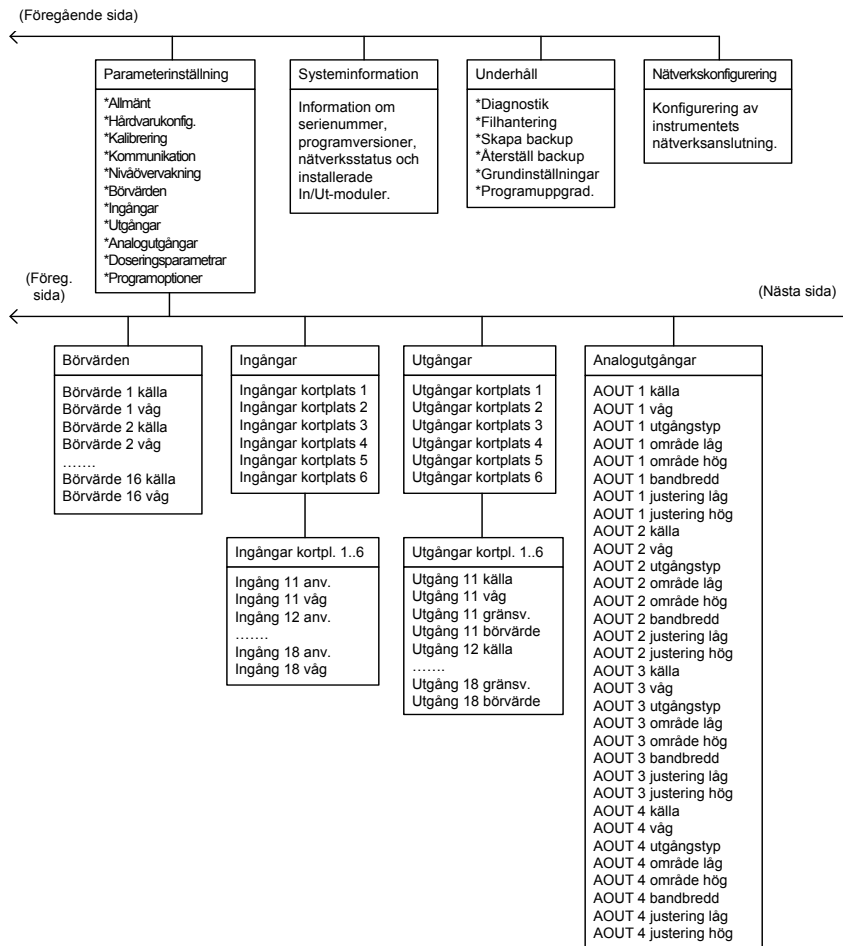 (Föregående sida)
Parameterinställning
*Allmänt
*Hårdvarukonfig.
*Kalibrering
*Kommunikation
*Nivåövervakning
*Börvärden
*Ingångar
*Utgångar
*Analogutgångar
*Doseringsparametrar
*Programoptioner
Systeminformation
Information om
serienummer,
programversioner,
nätverksstatus och
installerade
In/Ut-moduler.
Underhåll
*Diagnostik
*Filhantering
*Skapa backup
*Återställ backup
*Grundinställningar
*Programuppgrad.
Nätverkskonfigurering
Konfigurering av
instrumentets
nätverksanslutning.
(Föreg.
sida)
(Nästa sida)
Börvärden
Börvärde 1 källa
Börvärde 1 våg
Börvärde 2 källa
Börvärde 2 våg
…….
Börvärde 16 källa
Börvärde 16 våg
Ingångar
Ingångar kortplats 1
Ingångar kortplats 2
Ingångar kortplats 3
Ingångar kortplats 4
Ingångar kortplats 5
Ingångar kortplats 6
Ingångar kortpl. 1..6
Ingång 11 anv.
Ingång 11 våg
Ingång 12 anv.
…….
Ingång 18 anv.
Ingång 18 våg
Utgångar
Utgångar kortplats 1
Utgångar kortplats 2
Utgångar kortplats 3
Utgångar kortplats 4
Utgångar kortplats 5
Utgångar kortplats 6
Utgångar kortpl. 1..6
Utgång 11 källa
Utgång 11 våg
Utgång 11 gränsv.
Utgång 11 börvärde
Utgång 12 källa
…….
Utgång 18 gränsv.
Utgång 18 börvärde
Analogutgångar
AOUT 1 källa
AOUT 1 våg
AOUT 1 utgångstyp
AOUT 1 område låg
AOUT 1 område hög
AOUT 1 bandbredd
AOUT 1 justering låg
AOUT 1 justering hög
AOUT 2 källa
AOUT 2 våg
AOUT 2 utgångstyp
AOUT 2 område låg
AOUT 2 område hög
AOUT 2 bandbredd
AOUT 2 justering låg
AOUT 2 justering hög
AOUT 3 källa
AOUT 3 våg
AOUT 3 utgångstyp
AOUT 3 område låg
AOUT 3 område hög
AOUT 3 bandbredd
AOUT 3 justering låg
AOUT 3 justering hög
AOUT 4 källa
AOUT 4 våg
AOUT 4 utgångstyp
AOUT 4 område låg
AOUT 4 område hög
AOUT 4 bandbredd
AOUT 4 justering låg
AOUT 4 justering hög